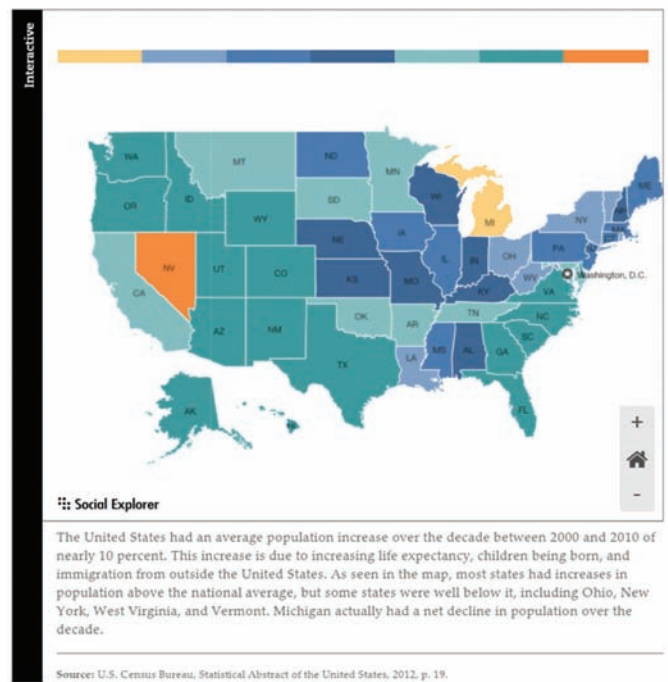 Interactive
WA
MT
ND
MN
OR
ID
SD
WI
ME
WY
MI
NY
NH
MA
CT
NV
NE
IA
PA
NJ
CA
UT
CO
IL
IN
OH
WV
Washington, D.C.
KS
MO
KY
VA
AZ
NM
OK
AR
TN
NC
SC
TX
LA
MS
AL
GA
AK
HI
FL
+
-
Social Explorer
The United States had an average population increase over the decade between 2000 and 2010 of
nearly 10 percent. This increase is due to increasing life expectancy, children being born, and
immigration from outside the United States. As seen in the map, most states had increases in
population above the national average, but some states were well below it, including Ohio, New
York, West Virginia, and Vermont. Michigan actually had a net decline in population over the
decade.
Source: U.S. Census Bureau, Statistical Abstract of the United States, 2012, p. 19.